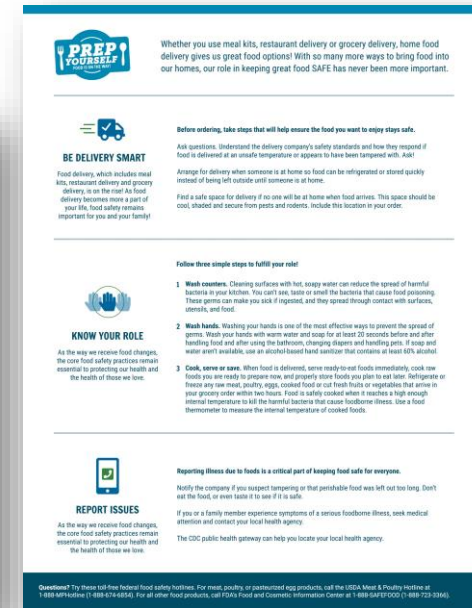 PREP
YOURSELF
FOOD'S ON THE WAY
Whether you use meal kits, restaurant delivery or grocery delivery, home food
delivery gives us great food options! With so many more ways to bring food into
our homes, our role in keeping great food SAFE has never been more important.
BE DELIVERY SMART
Food delivery, which includes meal
kits, restaurant delivery and grocery
delivery, is on the rise! As food
delivery becomes more a part of
your life, food safety remains
important for you and your family!
Before ordering, take steps that will help ensure the food you want to enjoy stays safe.
Ask questions. Understand the delivery company's safety standards and how they respond if
food is delivered at an unsafe temperature or appears to have been tampered with. Ask!
Arrange for delivery when someone is at home so food can be refrigerated or stored quickly
instead of being left outside until someone is at home.
Find a safe space for delivery if no one will be at home when food arrives. This space should be
cool, shaded and secure from pests and rodents. Include this location in your order.
KNOW YOUR ROLE
As the way we receive food changes,
the core food safety practices remain
essential to protecting our health and
the health of those we love.
Follow three simple steps to fulfill your role!
1 Wash counters. Cleaning surfaces with hot, soapy water can reduce the spread of harmful
bacteria in your kitchen. You can't see, taste or smell the bacteria that cause food poisoning.
These germs can make you sick if ingested, and they spread through contact with surfaces,
utensils, and food.
2 Wash hands. Washing your hands is one of the most effective ways to prevent the spread of
germs. Wash your hands with warm water and soap for at least 20 seconds before and after
handling food and after using the bathroom, changing diapers and handling pets. If soap and
water aren't available, use an alcohol-based hand sanitizer that contains at least 60% alcohol.
3 Cook, serve or save. When food is delivered, serve ready-to-eat foods immediately, cook raw
foods you are ready to prepare now, and properly store foods you plan to eat later. Refrigerate or
freeze any raw meat, poultry, eggs, cooked food or cut fresh fruits or vegetables that arrive in
your grocery order within two hours. Food is safely cooked when it reaches a high enough
internal temperature to kill the harmful bacteria that cause foodborne illness. Use a food
thermometer to measure the internal temperature of cooked foods.
REPORT ISSUES
As the way we receive food changes,
the core food safety practices remain
essential to protecting our health and
the health of those we love.
Reporting illness due to foods is a critical part of keeping food safe for everyone.
Notify the company if you suspect tampering or that perishable food was left out too long. Don't
eat the food, or even taste it to see if it is safe.
If you or a family member experience symptoms of a serious foodborne illness, seek medical
attention and contact your local health agency.
The CDC public health gateway can help you locate your local health agency.
Questions? Try these toll-free federal food safety hotlines. For meat, poultry, or pasteurized egg products, call the USDA Meat & Poultry Hotline at
1-888-MPHotline (1-888-674-6854). For all other food products, call FDA's Food and Cosmetic Information Center at 1-888-SAFEFOOD (1-888-723-3366).